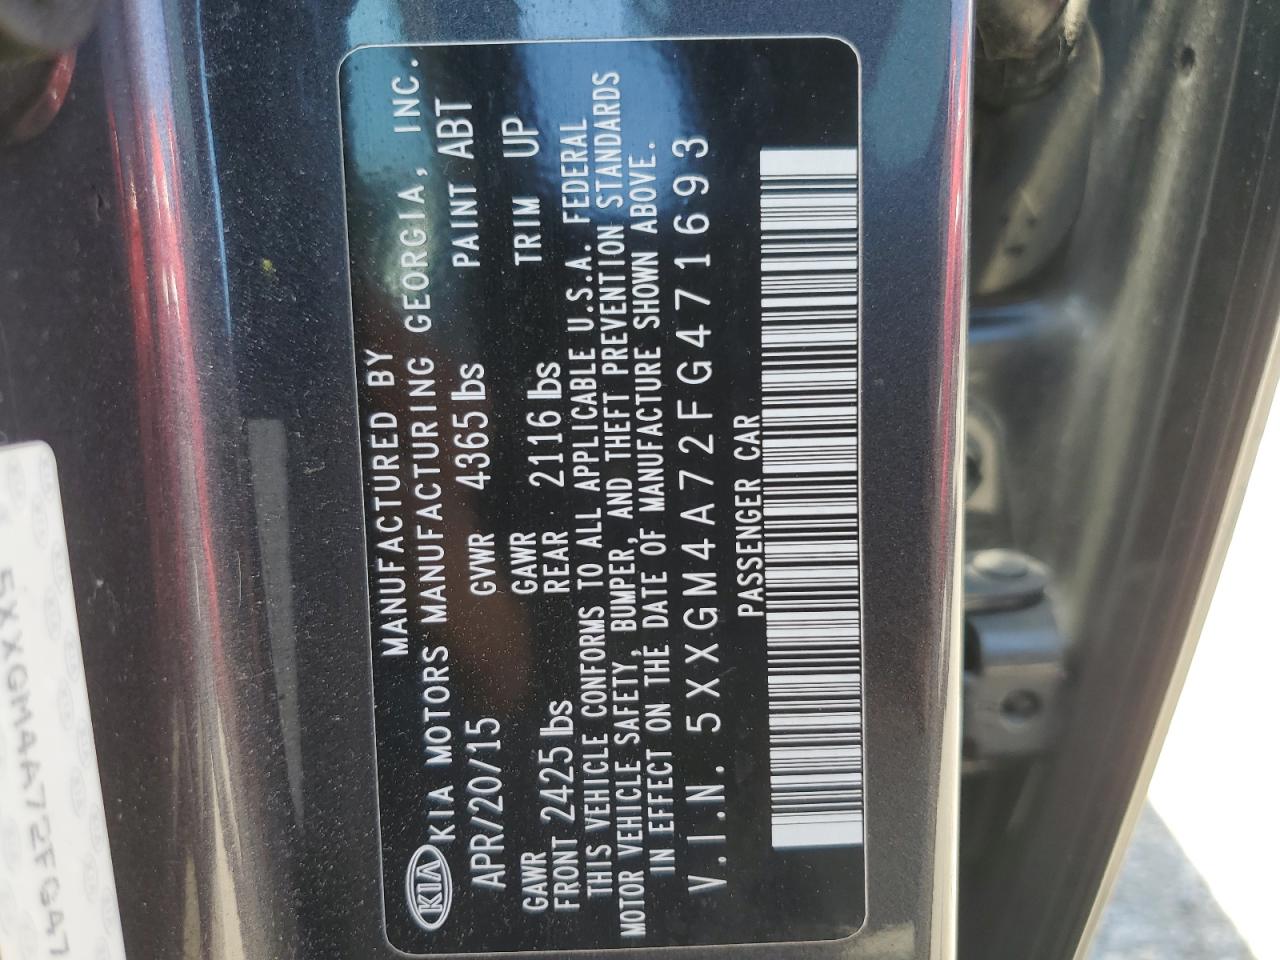 MANUFACTURED BY
KIA KIA MOTORS MANUFACTURING GEORGIA, INC.
APR/20/15 GVWR 4365 lbs PAINT ABT
GAWR FRONT 2425 lbs GAWR REAR 2116 lbs TRIM UP
THIS VEHICLE CONFORMS TO ALL APPLICABLE U.S.A. FEDERAL
MOTOR VEHICLE SAFETY, BUMPER, AND THEFT PREVENTION STANDARDS
IN EFFECT ON THE DATE OF MANUFACTURE SHOWN ABOVE.
V.I.N. 5XXGM4A72FG471693
PASSENGER CAR
5XXGM4A72FG47